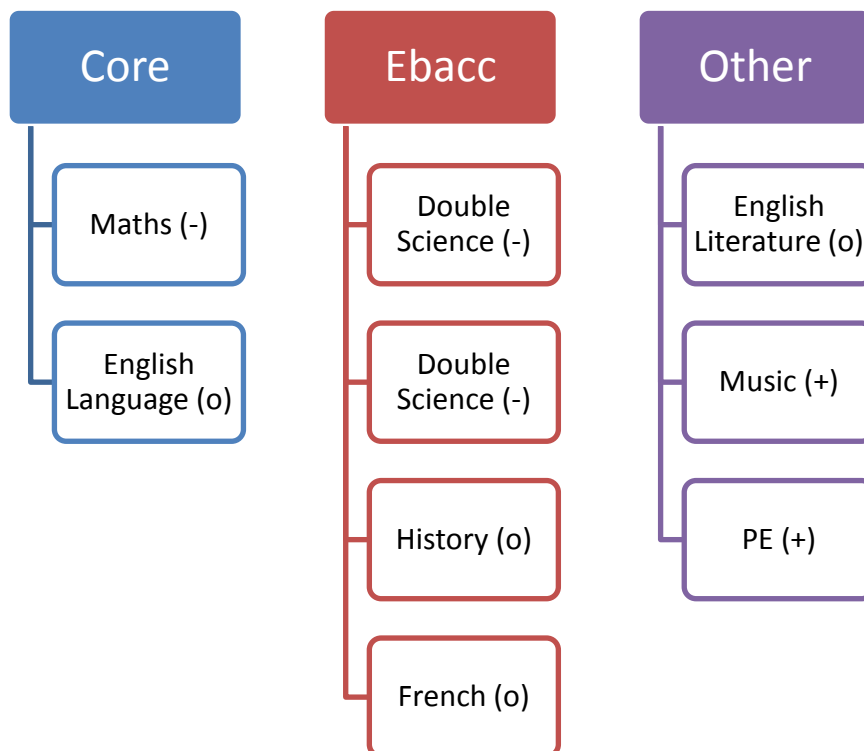 Core
Maths (-)
English
Language (o)
Ebacc
Double
Science (-)
Double
Science (-)
History (o)
French (o)
Other
English
Literature (o)
Music (+)
PE (+)